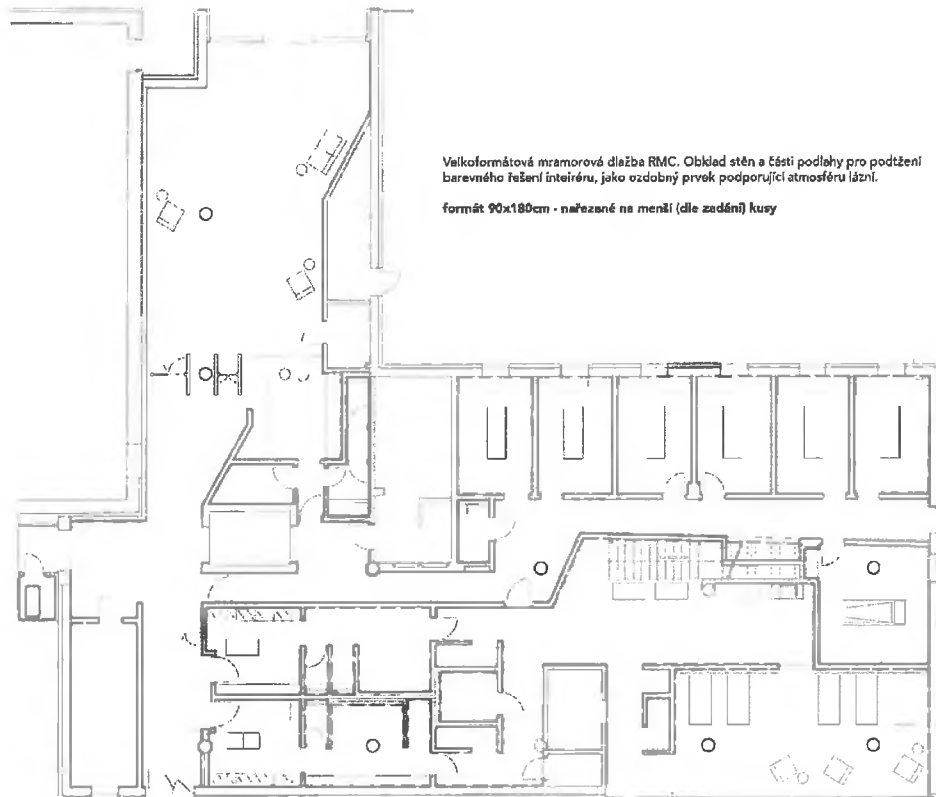 Velkoformátová mramorová dlažba RMC. Obklad stěn a části podlahy pro podtžení
barevného řešení inteiréru, jako ozdobný prvek podporující atmosféru lázní.
formát 90x180cm - nařezané na menší (dle zadání) kusy